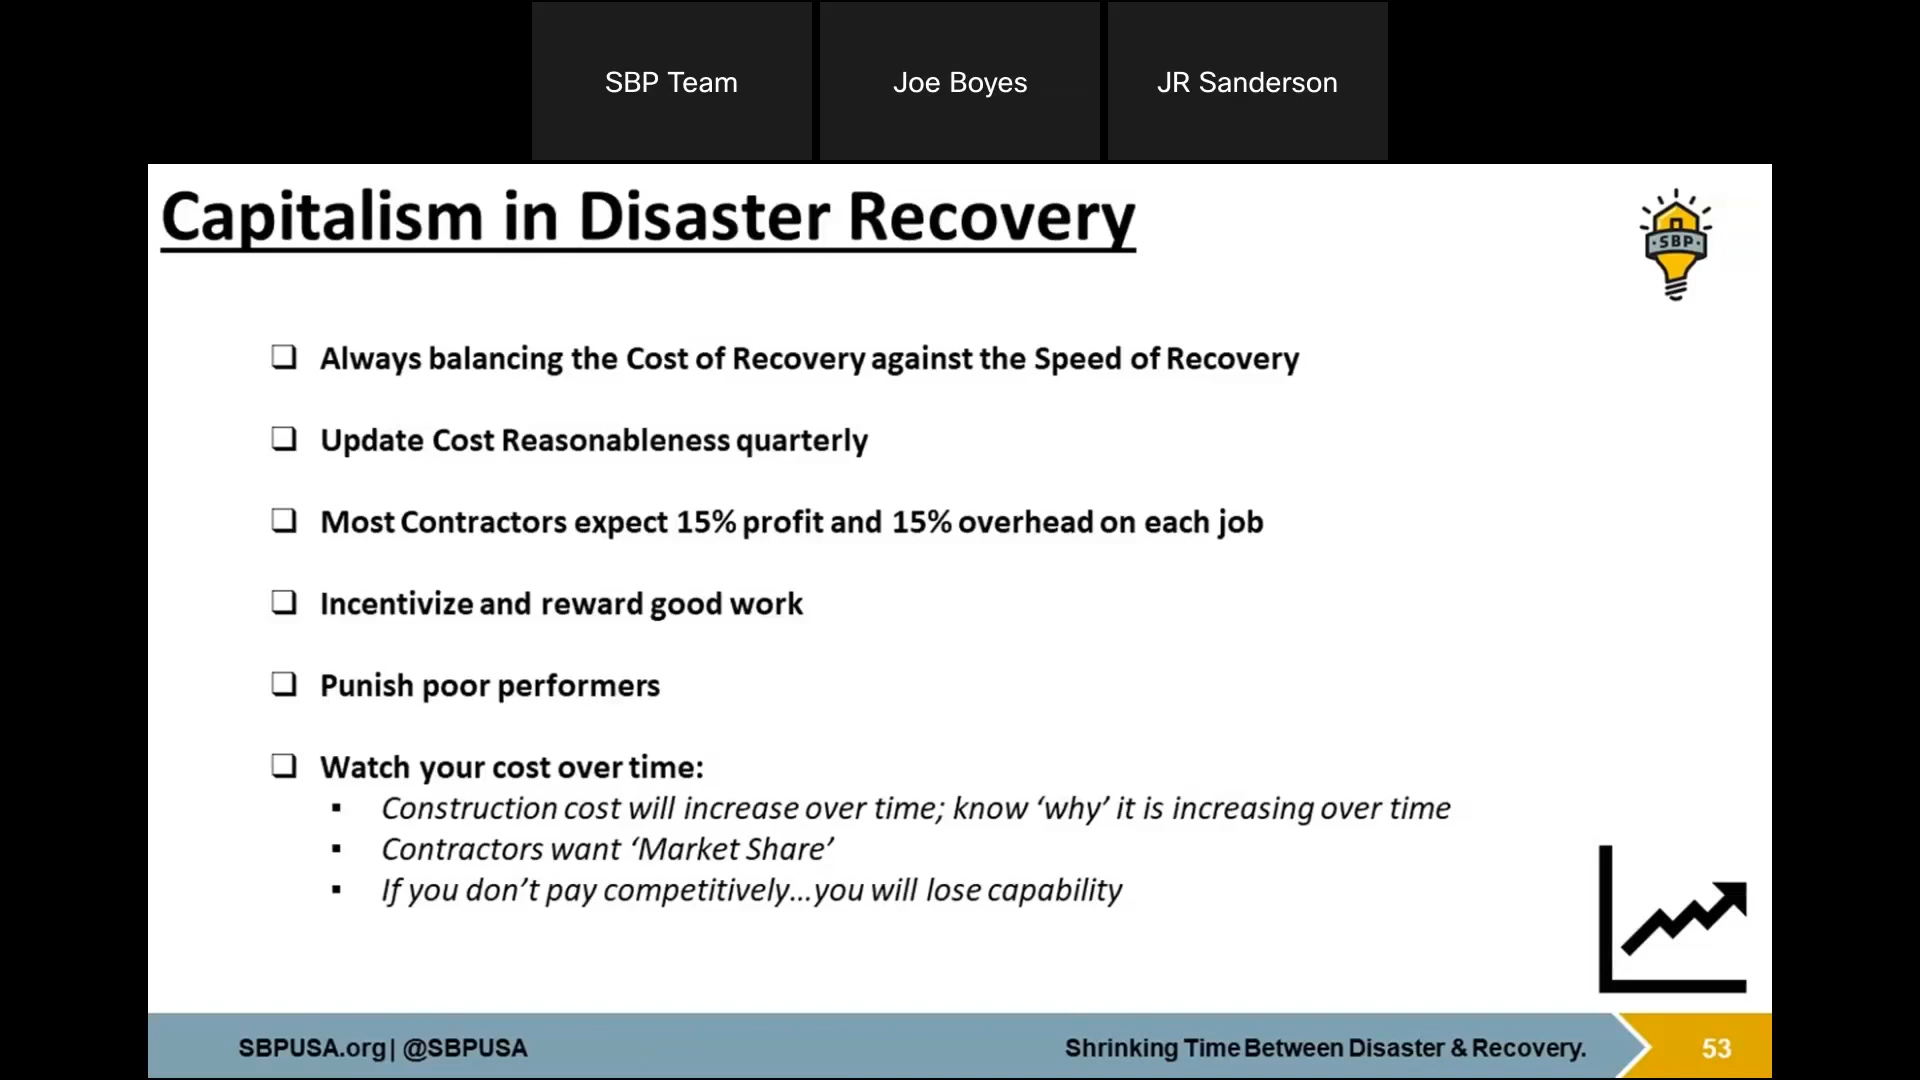 SBP Team
Joe Boyes
JR Sanderson
Capitalism in Disaster Recovery
·SBP·
❑ Always balancing the Cost of Recovery against the Speed of Recovery
❑ Update Cost Reasonableness quarterly
❑ Most Contractors expect 15% profit and 15% overhead on each job
❑ Incentivize and reward good work
❑ Punish poor performers
❑ Watch your cost over time:
▪ Construction cost will increase over time; know ‘why’ it is increasing over time
▪ Contractors want ‘Market Share’
▪ If you don’t pay competitively...you will lose capability
SBPUSA.org| @SBPUSA
Shrinking Time Between Disaster & Recovery.
53